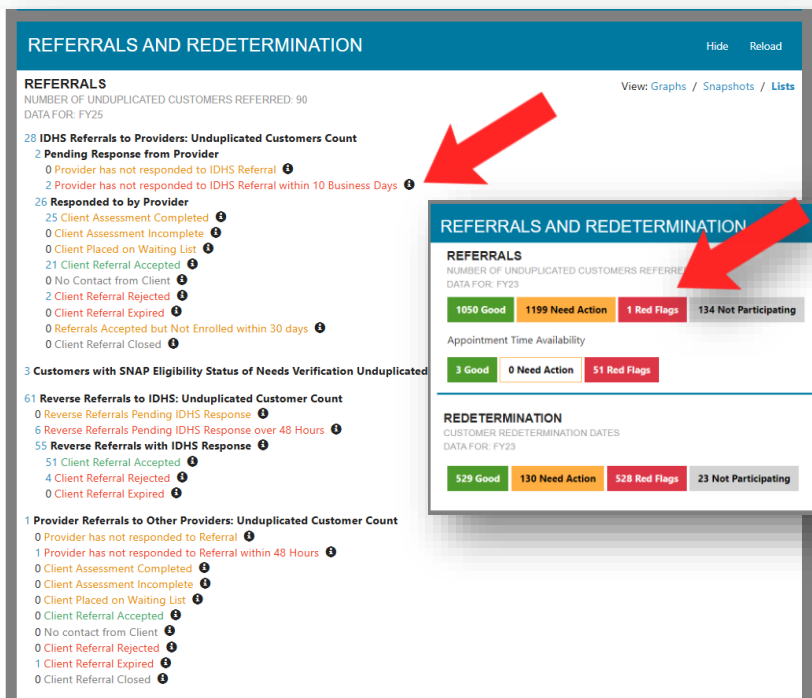 REFERRALS AND REDETERMINATION
Hide Reload
REFERRALS
View: Graphs / Snapshots / Lists
NUMBER OF UNDUPLICATED CUSTOMERS REFERRED: 90
DATA FOR: FY25
28 IDHS Referrals to Providers: Unduplicated Customers Count
2 Pending Response from Provider
0 Provider has not responded to IDHS Referral
2 Provider has not responded to IDHS Referral within 10 Business Days
26 Responded to by Provider
25 Client Assessment Completed
0 Client Assessment Incomplete
0 Client Placed on Waiting List
21 Client Referral Accepted
0 No Contact from Client
2 Client Referral Rejected
0 Client Referral Expired
0 Referrals Accepted but Not Enrolled within 30 days
0 Client Referral Closed
3 Customers with SNAP Eligibility Status of Needs Verification Unduplicated
61 Reverse Referrals to IDHS: Unduplicated Customer Count
0 Reverse Referrals Pending IDHS Response
6 Reverse Referrals Pending IDHS Response over 48 Hours
55 Reverse Referrals with IDHS Response
51 Client Referral Accepted
4 Client Referral Rejected
0 Client Referral Expired
1 Provider Referrals to Other Providers: Unduplicated Customer Count
0 Provider has not responded to Referral
1 Provider has not responded to Referral within 48 Hours
0 Client Assessment Completed
0 Client Assessment Incomplete
0 Client Placed on Waiting List
0 Client Referral Accepted
0 No contact from Client
0 Client Referral Rejected
1 Client Referral Expired
0 Client Referral Closed
REFERRALS AND REDETERMINATION
REFERRALS
NUMBER OF UNDUPLICATED CUSTOMERS
DATA FOR: FY23
1050 Good 1199 Need Action 1 Red Flags 134 Not Participating
Appointment Time Availability
3 Good 0 Need Action 51 Red Flags
REDETERMINATION
CUSTOMER REDETERMINATION DATES
DATA FOR: FY23
529 Good 130 Need Action 528 Red Flags 23 Not Participating